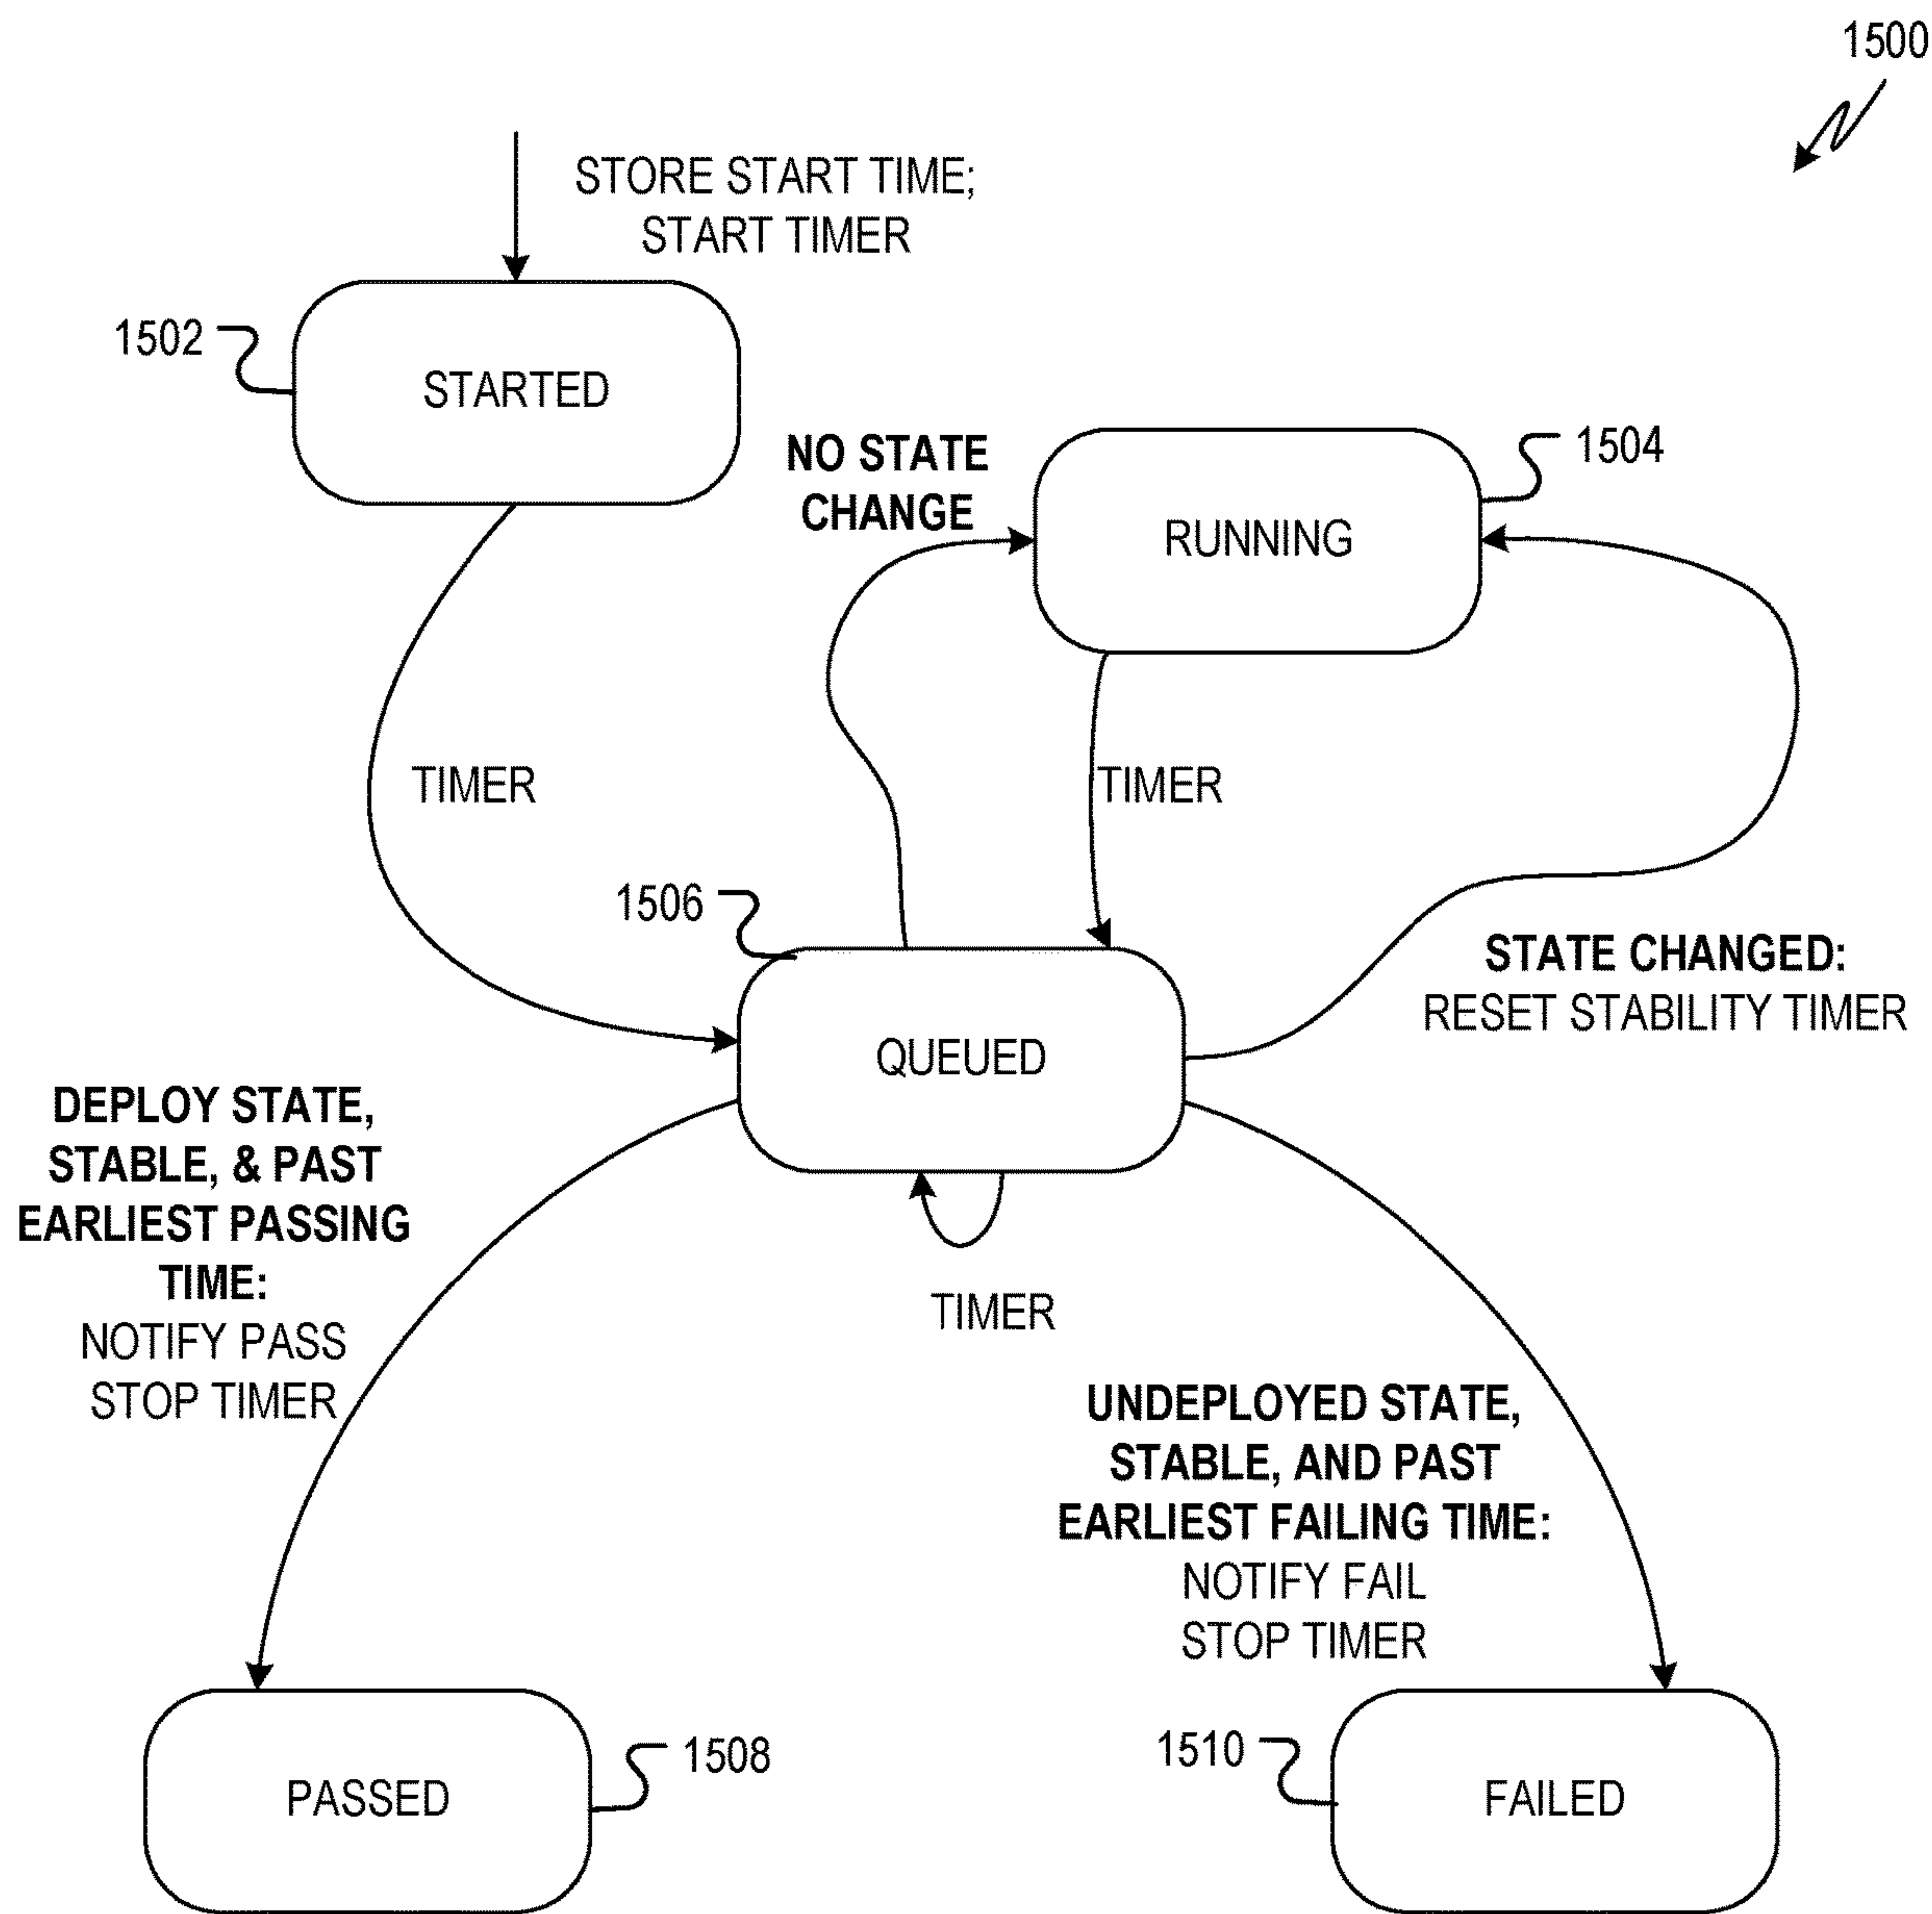 1500
STORE START TIME;
START TIMER
1502
STARTED
NO STATE
CHANGE
1504
RUNNING
TIMER
TIMER
1506
STATE CHANGED:
RESET STABILITY TIMER
QUEUED
DEPLOY STATE,
STABLE, & PAST
EARLIEST PASSING
TIME:
NOTIFY PASS
STOP TIMER
TIMER
UNDEPLOYED STATE,
STABLE, AND PAST
EARLIEST FAILING TIME:
NOTIFY FAIL
STOP TIMER
PASSED
1508
1510
FAILED